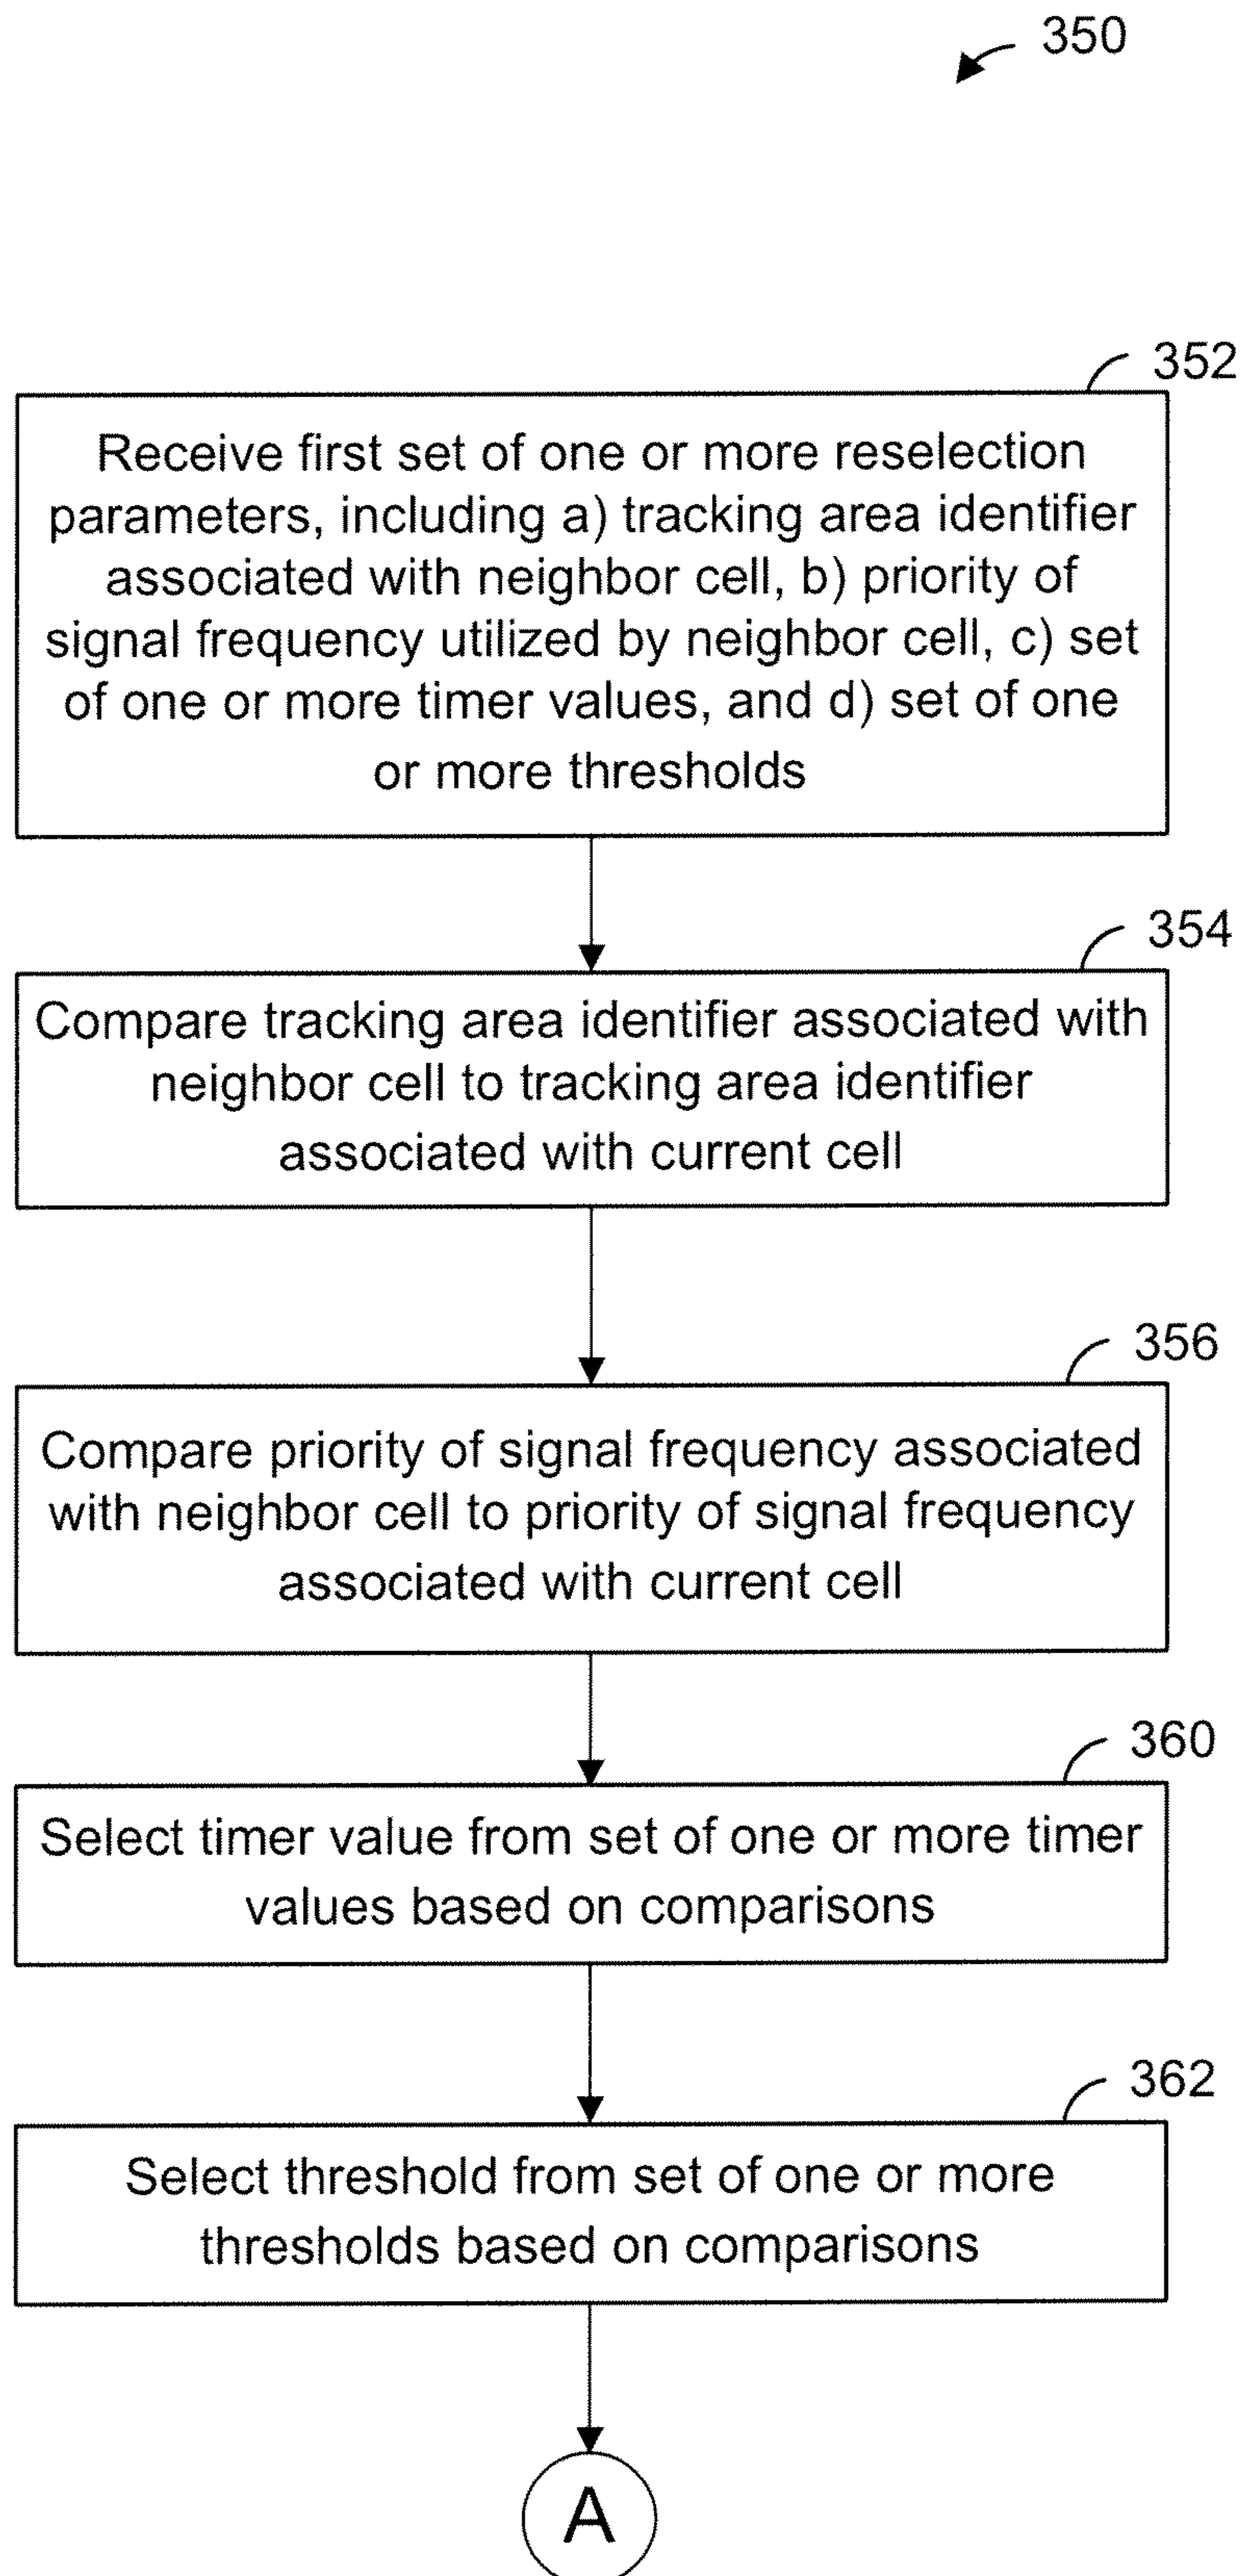 350
352
Receive first set of one or more reselection
parameters, including a) tracking area identifier
associated with neighbor cell, b) priority of
signal frequency utilized by neighbor cell, c) set
of one or more timer values, and d) set of one
or more thresholds
354
Compare tracking area identifier associated with
neighbor cell to tracking area identifier
associated with current cell
356
Compare priority of signal frequency associated
with neighbor cell to priority of signal frequency
associated with current cell
360
Select timer value from set of one or more timer
values based on comparisons
362
Select threshold from set of one or more
thresholds based on comparisons
A